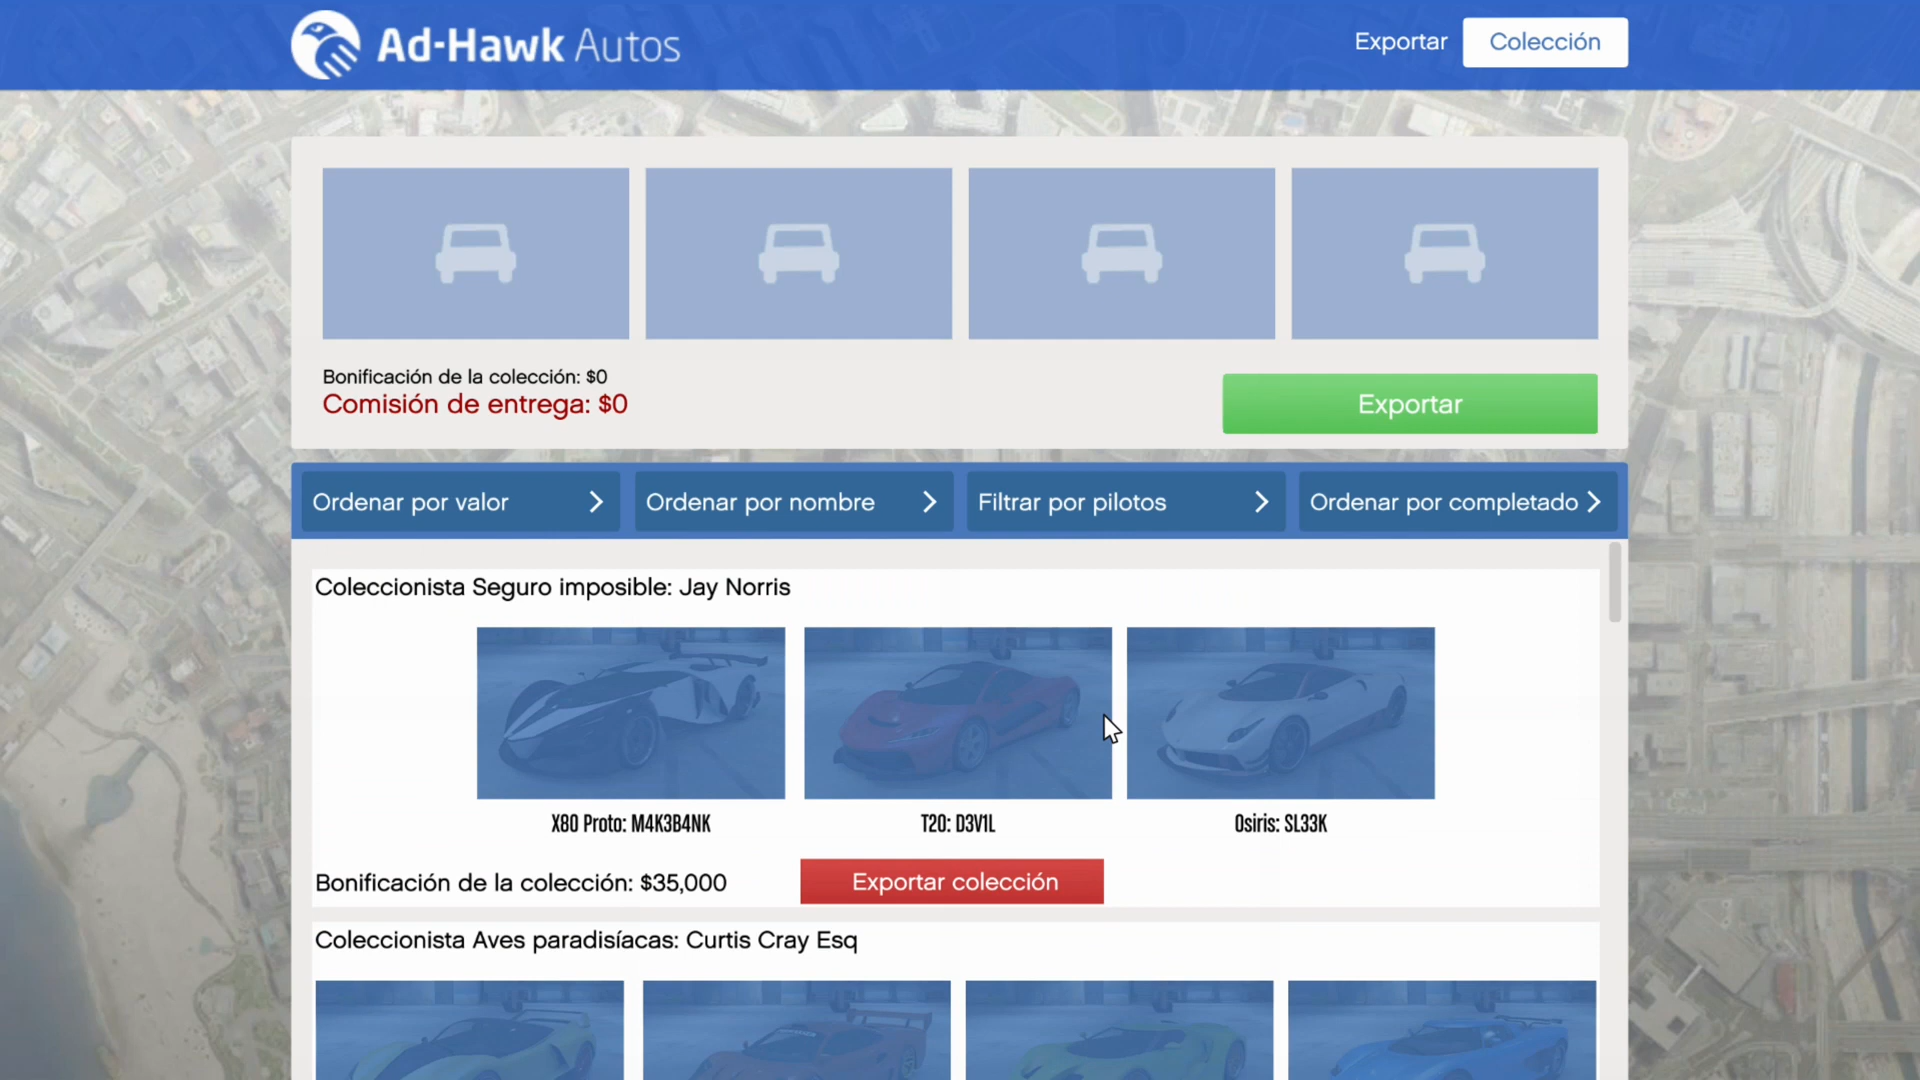 Ad-Hawk Autos
Exportar
Colección
Bonificación de la colección: $0
Comisión de entrega: $0
Exportar
Ordenar por valor
Ordenar por nombre
Filtrar por pilotos
Ordenar por completado
Coleccionista Seguro imposible: Jay Norris
X80 Proto: M4K3B4NK
T20: D3V1L
Osiris: SL33K
Bonificación de la colección: $35,000
Exportar colección
Coleccionista Aves paradisíacas: Curtis Cray Esq